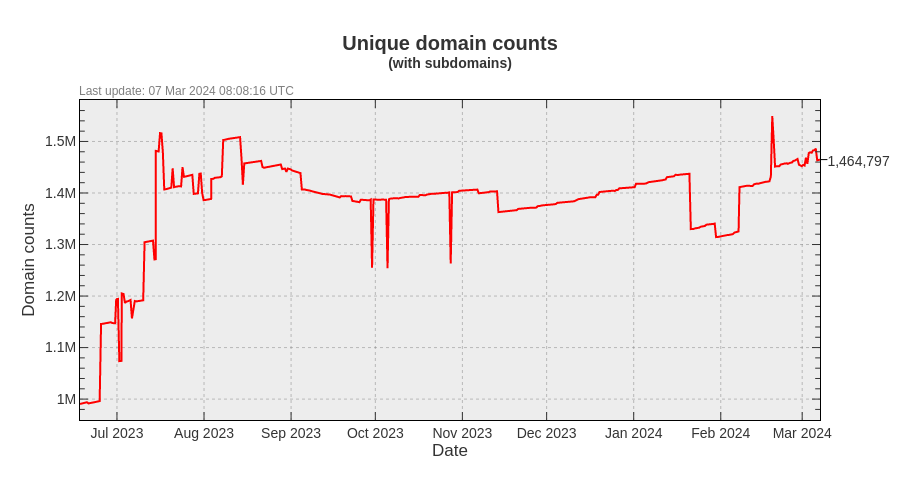 Unique domain counts
(with subdomains)
Last update: 07 Mar 2024 08:08:16 UTC
1.5M
1.4M
1.3M
1.2M
1.1M
1M
Domain counts
1,464,797
Jul 2023 Aug 2023 Sep 2023 Oct 2023 Nov 2023 Dec 2023 Jan 2024 Feb 2024 Mar 2024
Date